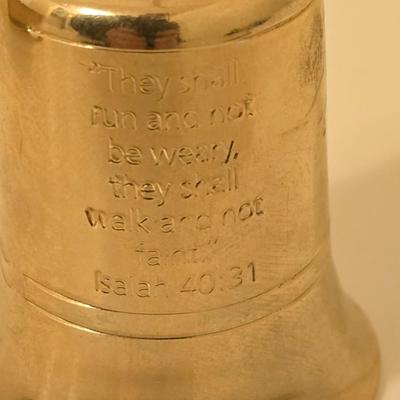 "They shall
run and not
be weary,
they shall
walk and not
faint."
Isaiah 40:31